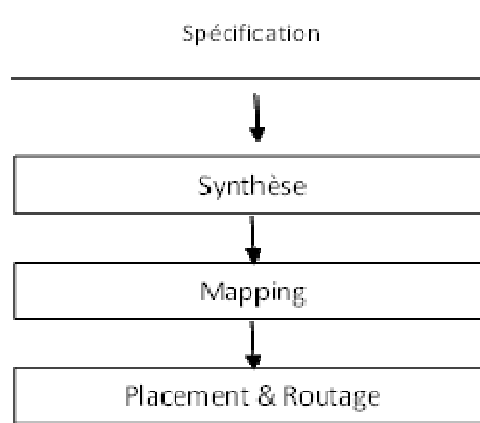 Spécification
Synthèse
Mapping
Placement & Routage